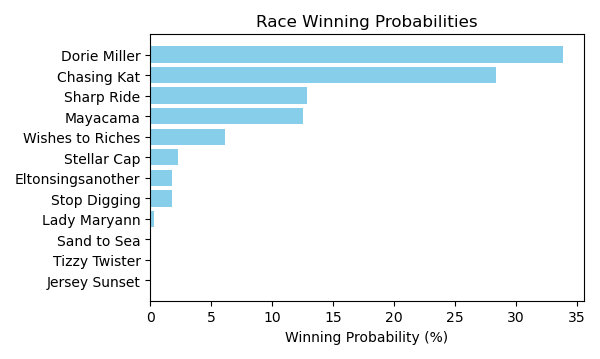 Race Winning Probabilities
Dorie Miller
Chasing Kat
Sharp Ride
Mayacama
Wishes to Riches
Stellar Cap
Eltonsingsanother
Stop Digging
Lady Maryann
Sand to Sea
Tizzy Twister
Jersey Sunset
0 5 10 15 20 25 30 35
Winning Probability (%)